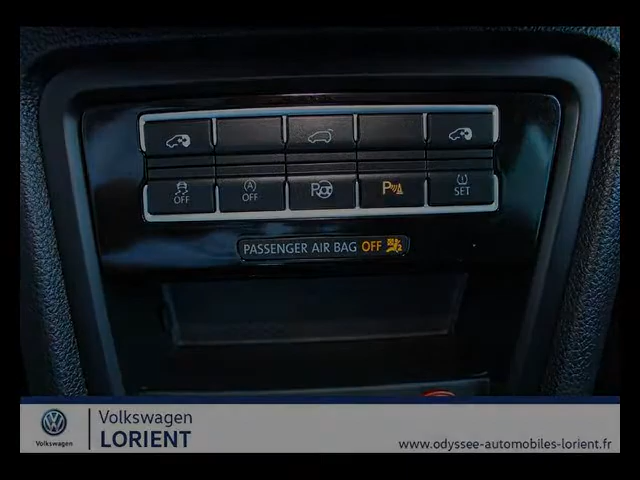 OFF
A
OFF
P
P
SET
PASSENGER AIR BAG OFF
Volkswagen
Volkswagen
LORIENT
www.odyssee-automobiles-lorient.fr